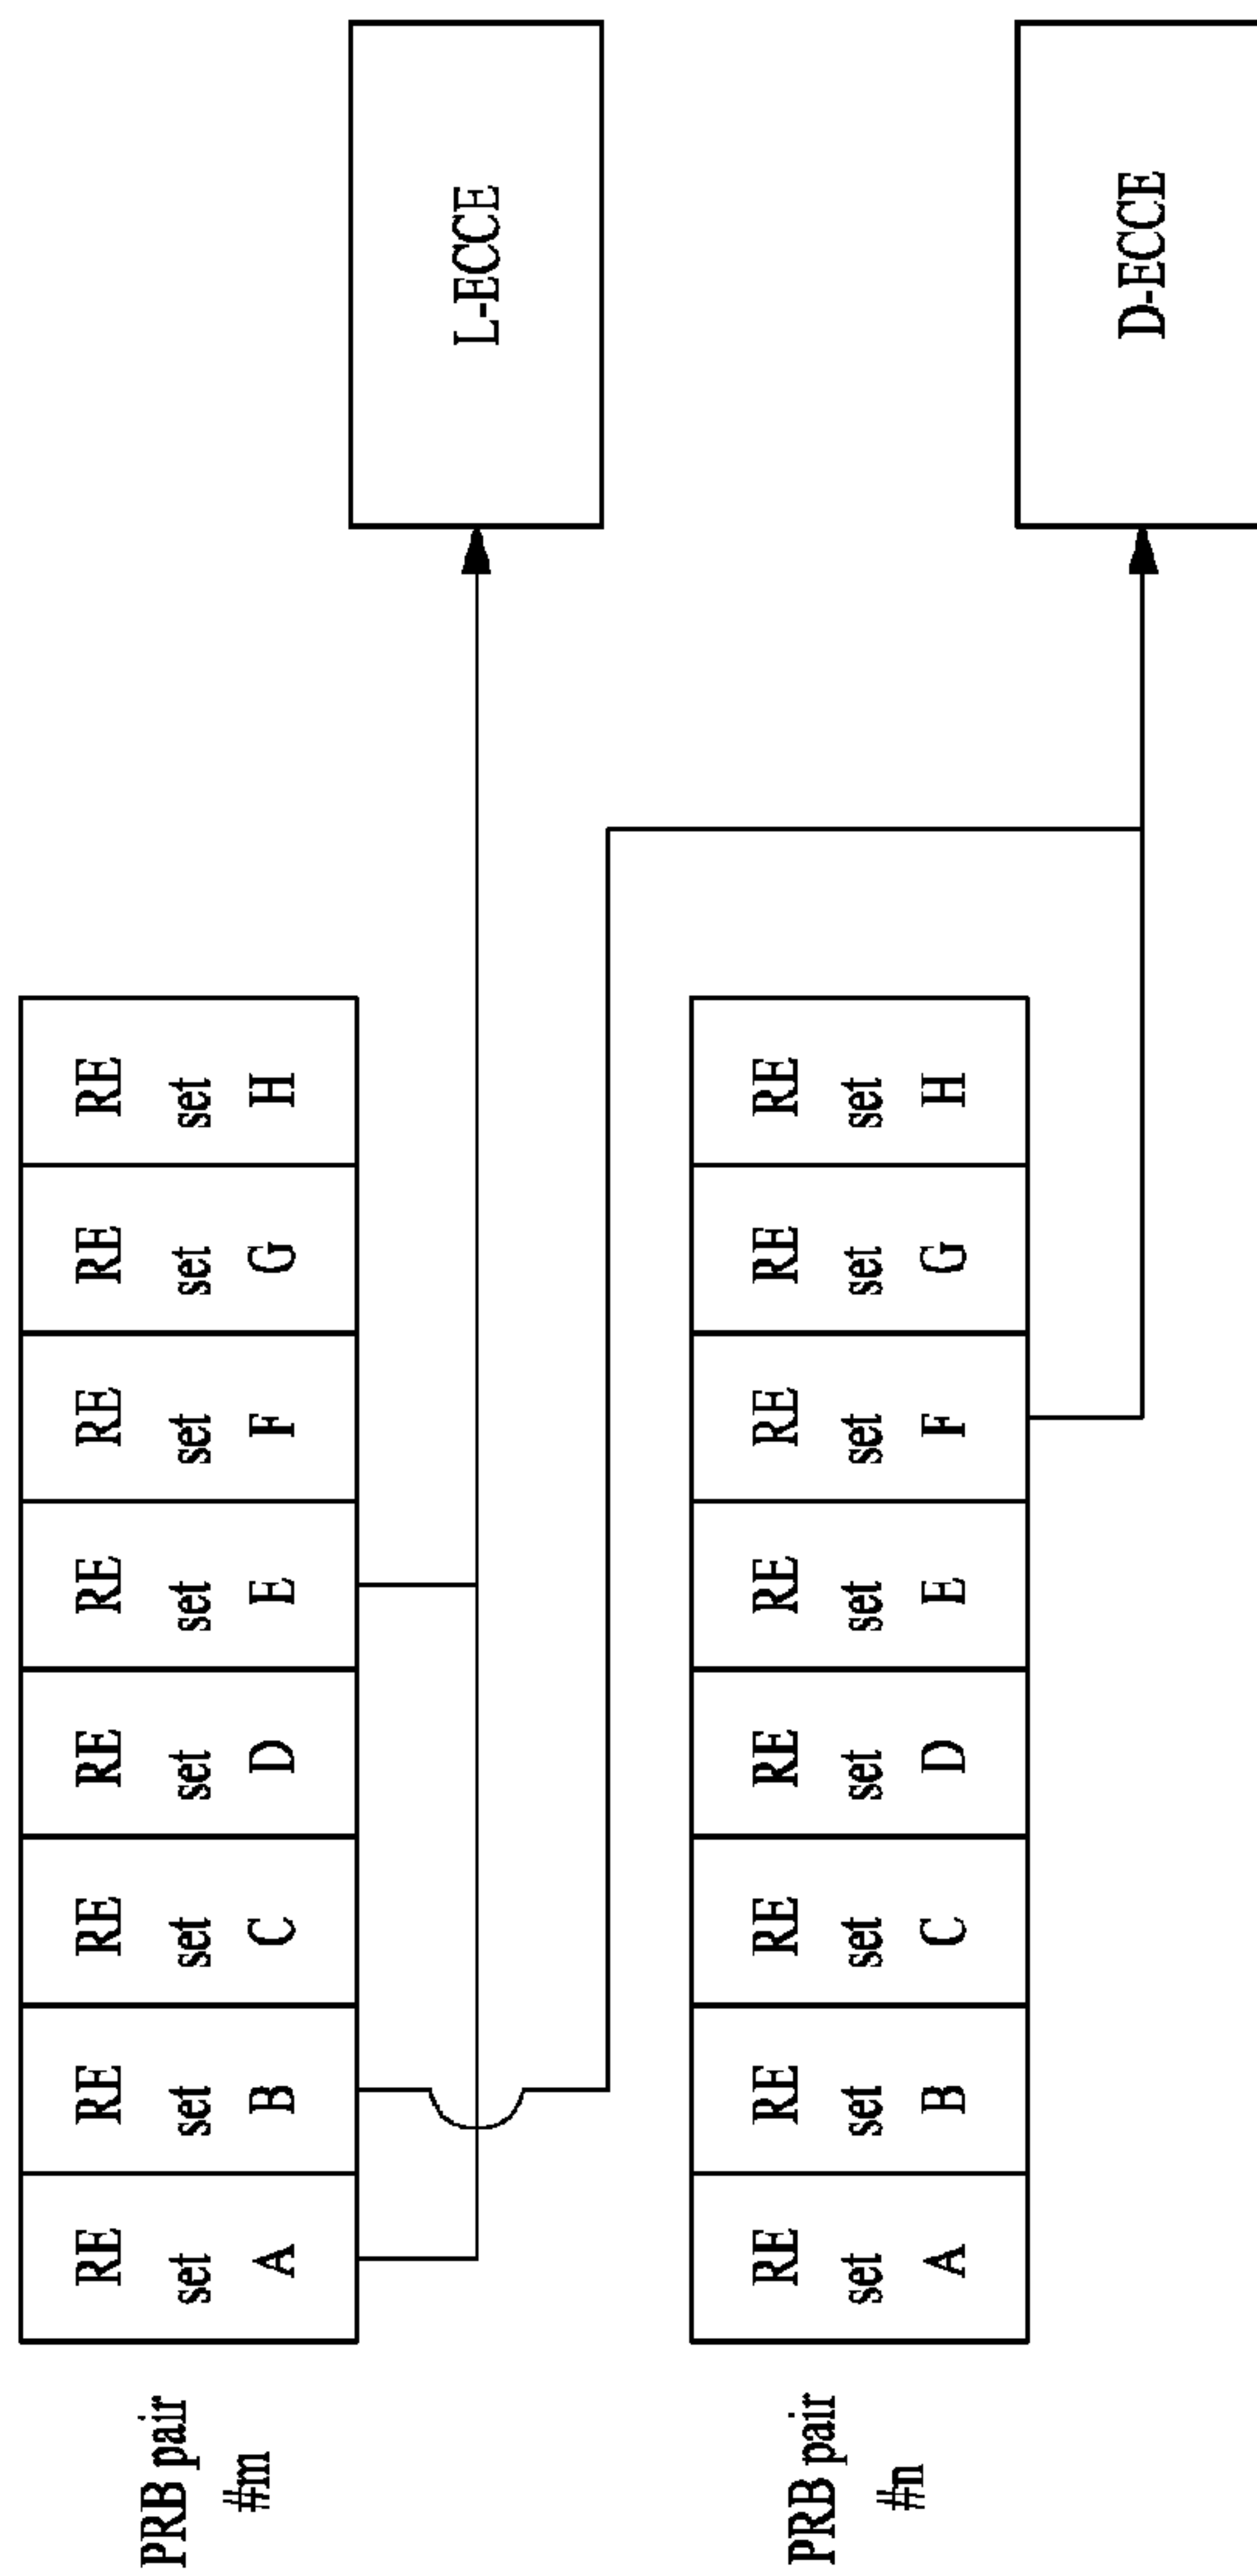 PRB pair
#m
RE
set
A
RE
set
B
RE
set
C
RE
set
D
RE
set
E
RE
set
F
RE
set
G
RE
set
H
L-ECCE
PRB pair
#n
RE
set
A
RE
set
B
RE
set
C
RE
set
D
RE
set
E
RE
set
F
RE
set
G
RE
set
H
D-ECCE